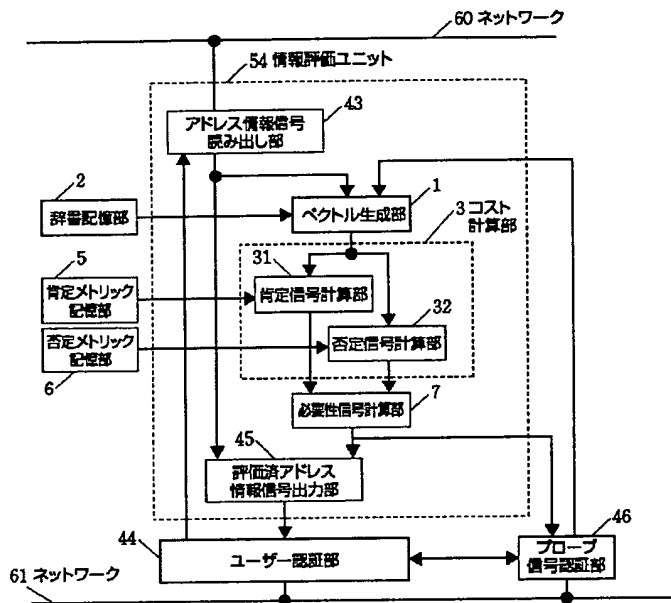 60 ネットワーク
54 情報評価ユニット
43
アドレス情報信号
読み出し部
2
辞書記憶部
1
ベクトル生成部
3 コスト
計算部
5
肯定メトリック
記憶部
31
肯定信号計算部
32
否定信号計算部
否定メトリック
記憶部
6
7
必要性信号計算部
45
評価済アドレス
情報信号出力部
44
ユーザー認証部
46
プローブ
信号認証部
61 ネットワーク